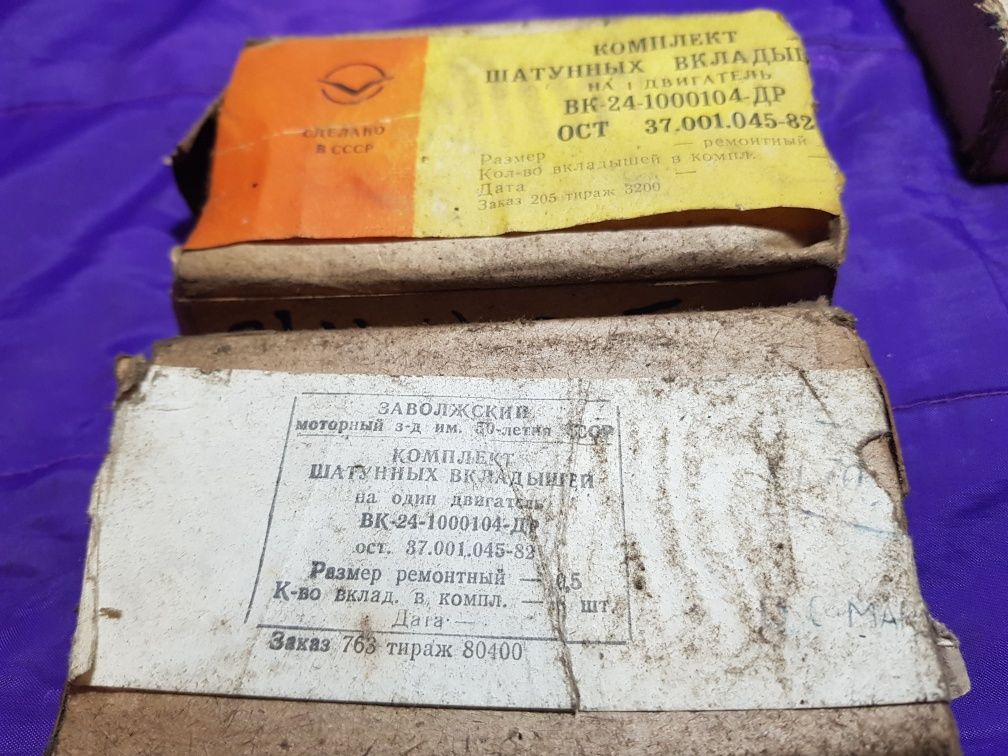 СДЕЛАНО
В СССР
КОМПЛЕКТ
ШАТУННЫХ ВКЛАДЫШ
НА 1 ДВИГАТЕЛЬ
ВК-24-1000104-ДР
ОСТ 37.001.045-82
Размер — ремонтный
Кол-во вкладышей в компл. —
Дата —
Заказ 205 тираж 3200
ЗАВОЛЖСКИЙ
моторный з-д им. 50-летия СССР
КОМПЛЕКТ
ШАТУННЫХ ВКЛАДЫШЕЙ
на один двигатель
ВК-24-1000104-ДР
ост. 37.001.045-82
Размер ремонтный — 0,5
К-во вклад. в компл. — шт.
Дата —
Заказ 763 тираж 80400